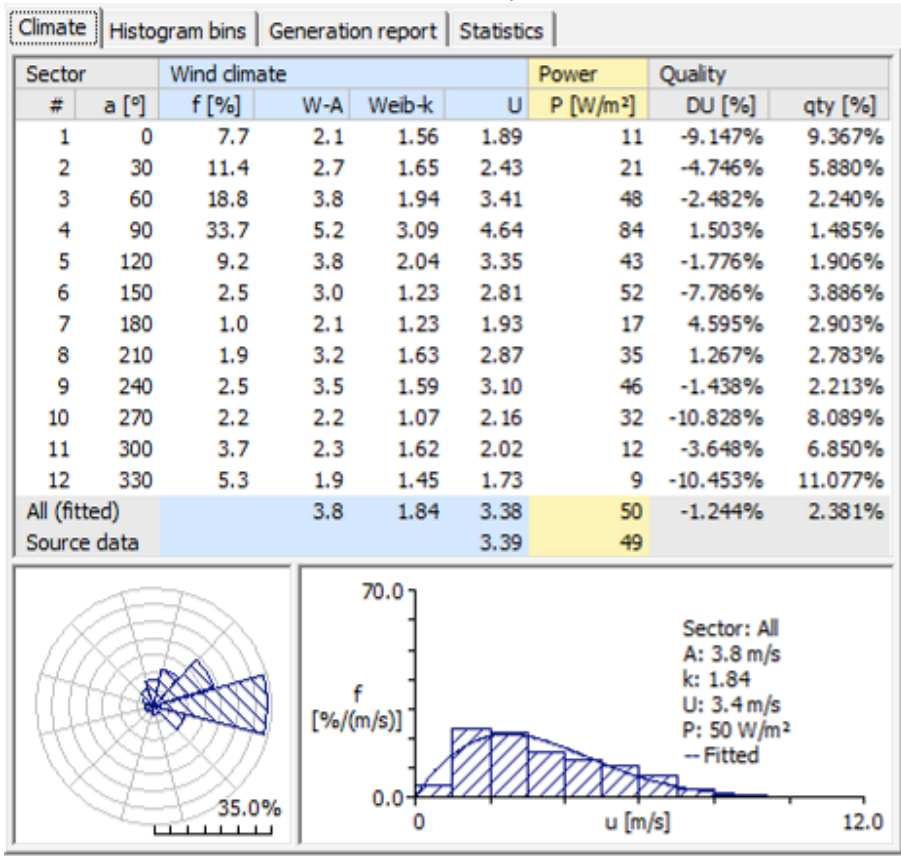 Climate Histogram bins Generation report Statistics
Sector Wind climate Power Quality
# a [°] f [%] W-A Weib-k U P [W/m²] DU [%] qty [%]
1 0 7.7 2.1 1.56 1.89 11 -9.147% 9.367%
2 30 11.4 2.7 1.65 2.43 21 -4.746% 5.880%
3 60 18.8 3.8 1.94 3.41 48 -2.482% 2.240%
4 90 33.7 5.2 3.09 4.64 84 1.503% 1.485%
5 120 9.2 3.8 2.04 3.35 43 -1.776% 1.906%
6 150 2.5 3.0 1.23 2.81 52 -7.786% 3.886%
7 180 1.0 2.1 1.23 1.93 17 4.595% 2.903%
8 210 1.9 3.2 1.63 2.87 35 1.267% 2.783%
9 240 2.5 3.5 1.59 3.10 46 -1.438% 2.213%
10 270 2.2 2.2 1.07 2.16 32 -10.828% 8.089%
11 300 3.7 2.3 1.62 2.02 12 -3.648% 6.850%
12 330 5.3 1.9 1.45 1.73 9 -10.453% 11.077%
All (fitted) 3.8 1.84 3.38 50 -1.244% 2.381%
Source data 3.39 49
35.0%
70.0
f
[%/(m/s)]
0.0
Sector: All
A: 3.8 m/s
k: 1.84
U: 3.4 m/s
P: 50 W/m²
-- Fitted
0 u [m/s] 12.0